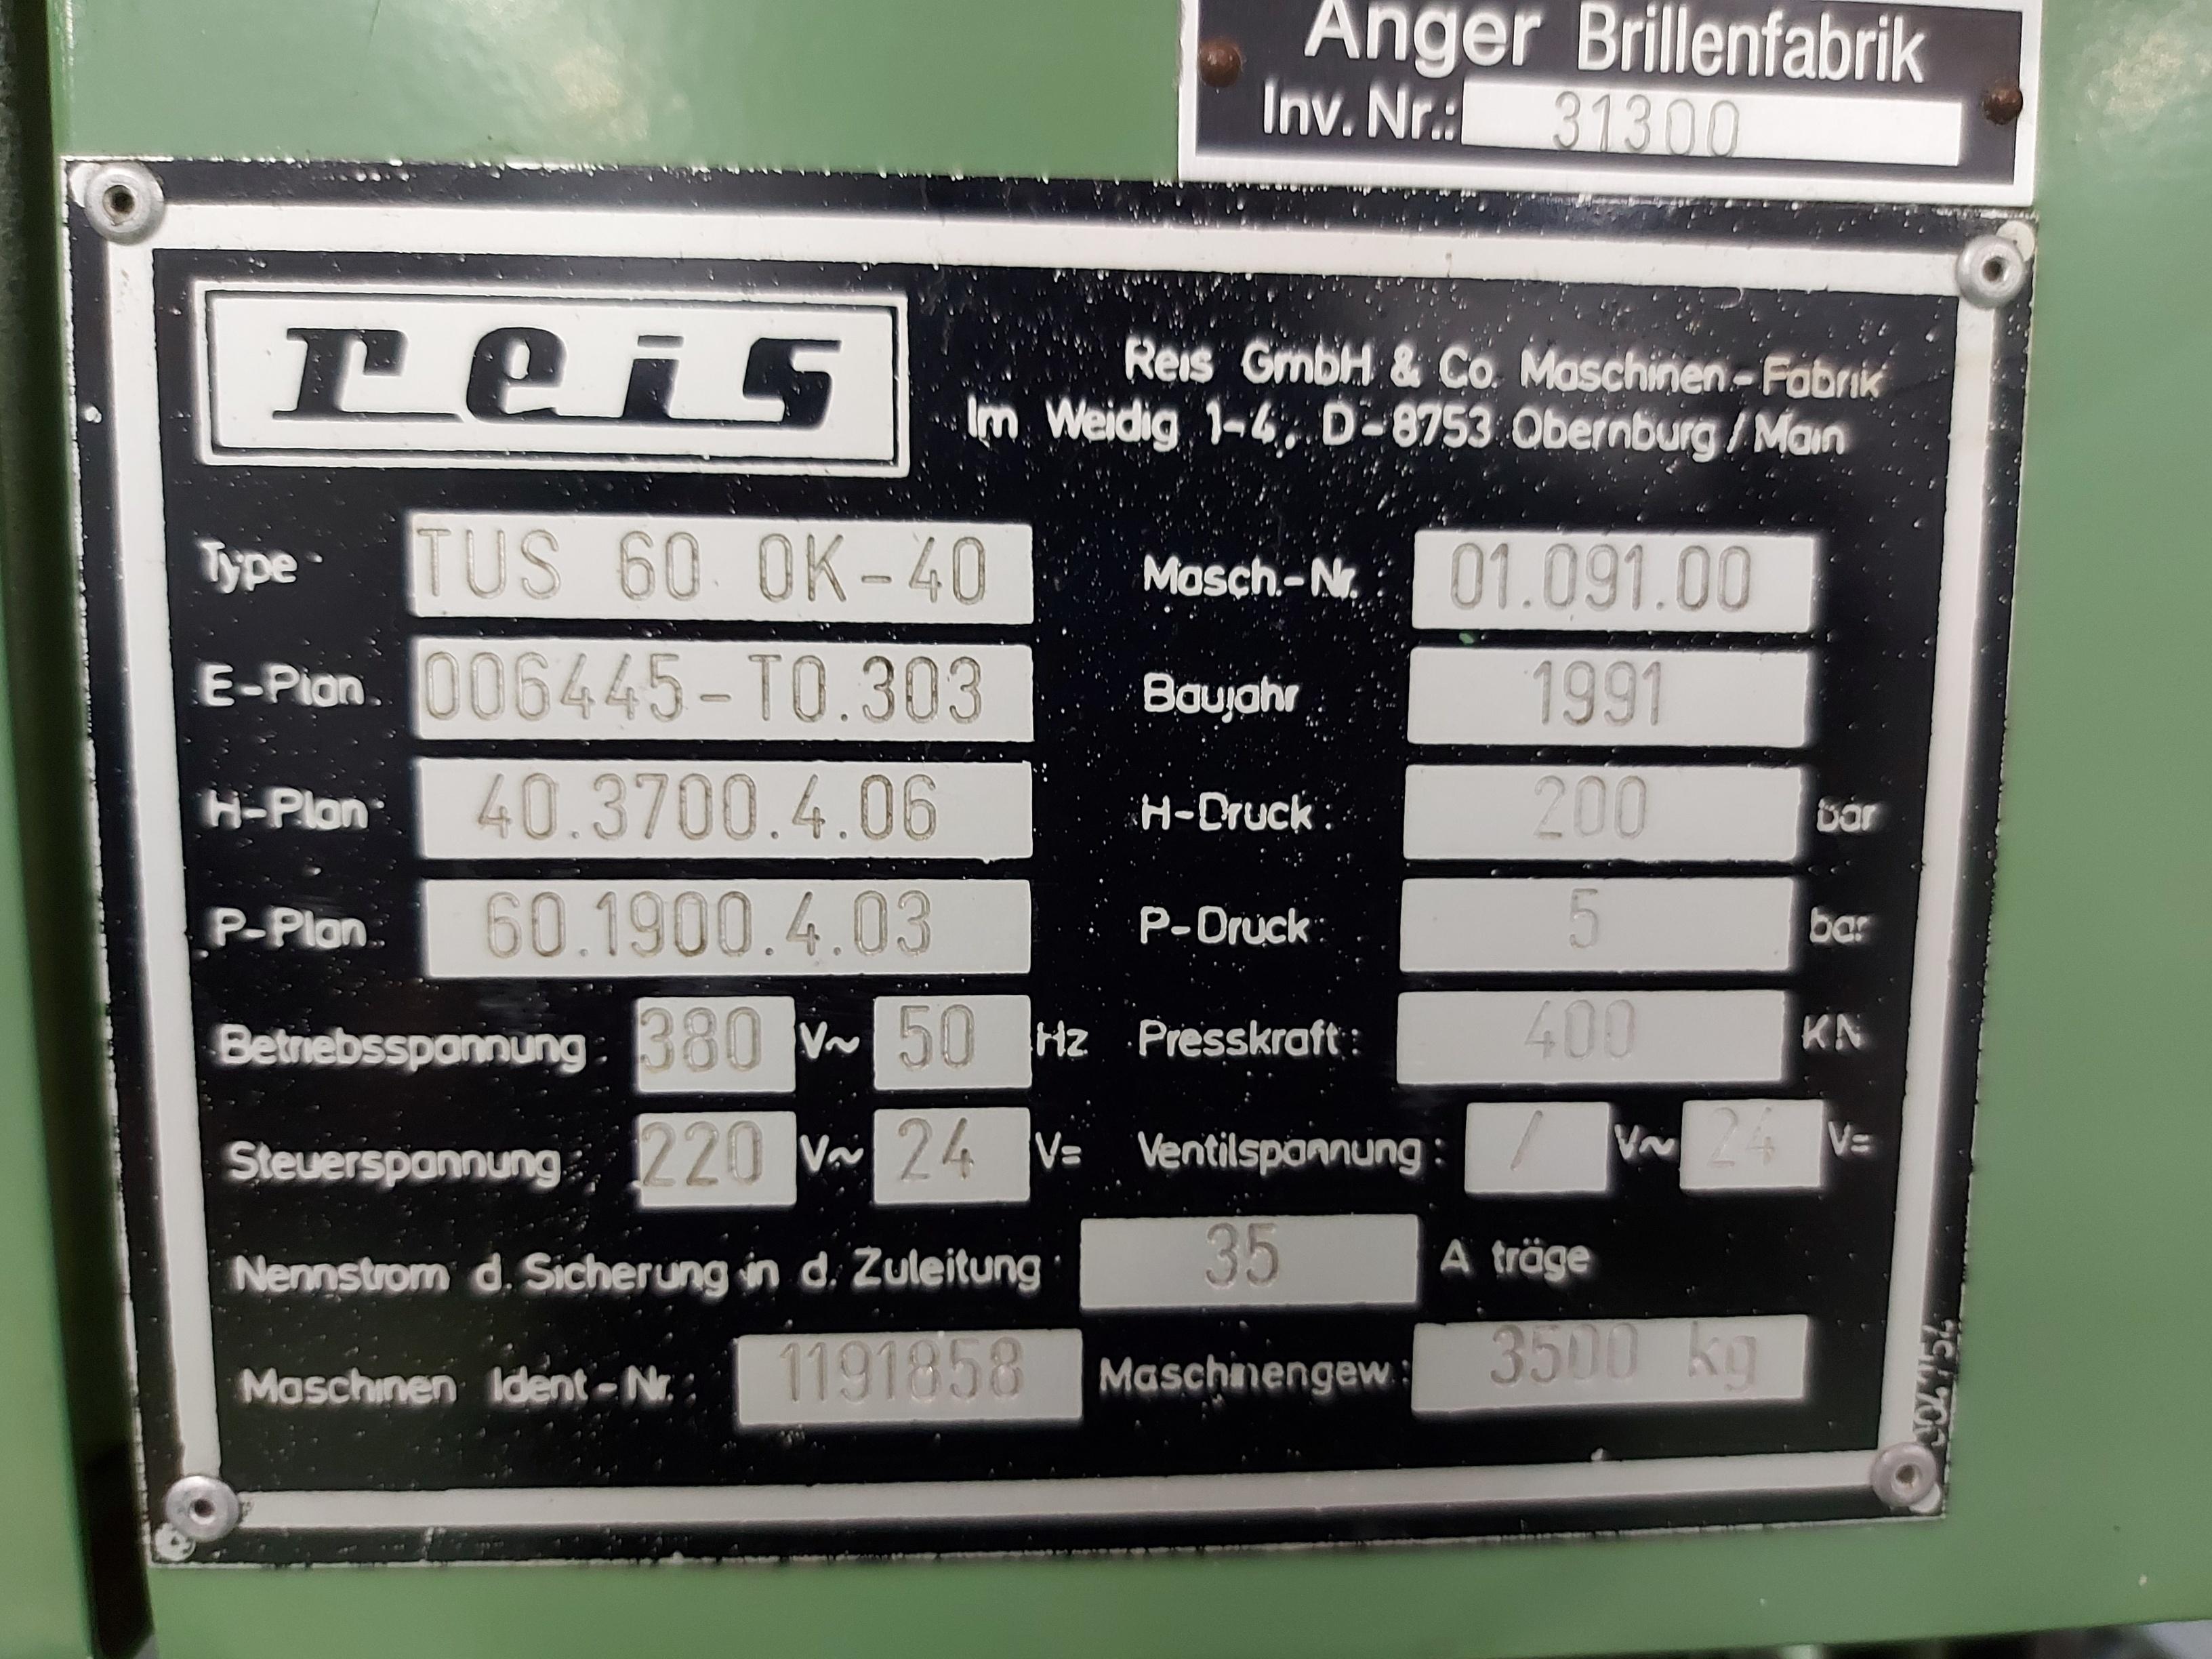 Anger Brillenfabrik
Inv. Nr.: 31300
reis
Reis GmbH & Co. Maschinen-Fabrik
Im Weidig 1-4, D-8753 Obernburg / Main
Type: TUS 60 OK-40 Masch.-Nr.: 01.091.00
E-Plan: 006445-TO.303 Baujahr: 1991
H-Plan: 40.3700.4.06 H-Druck: 200 bar
P-Plan: 60.1900.4.03 P-Druck: 5 bar
Betriebsspannung: 380 V~ 50 Hz Presskraft: 400 KN
Steuerspannung: 220 V~ 24 V= Ventilspannung: / V~ 24 V=
Nennstrom d. Sicherung in d. Zuleitung: 35 A träge
Maschinen Ident-Nr.: 1191858 Maschinengew.: 3500 kg